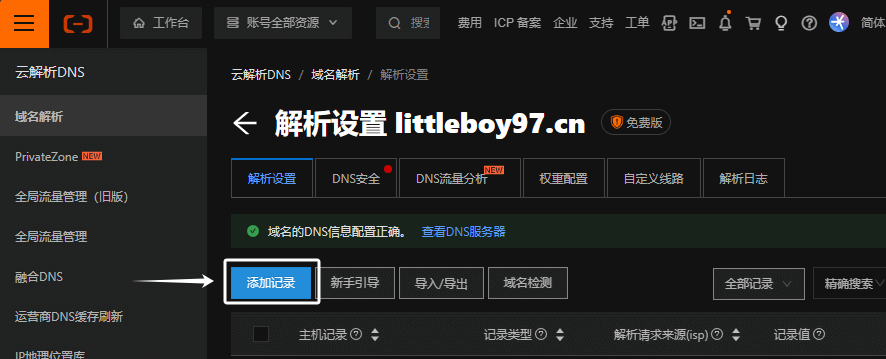 工作台 账号全部资源 搜索 费用 ICP 备案 企业 支持 工单 简体
云解析DNS
云解析DNS / 域名解析 / 解析设置
域名解析
解析设置 littleboy97.cn 免费版
PrivateZone NEW
解析设置 DNS安全 DNS流量分析 NEW 权重配置 自定义线路 解析日志
全局流量管理（旧版）
全局流量管理
域名的DNS信息配置正确。 查看DNS服务器
融合DNS
添加记录 新手引导 导入/导出 域名检测 全部记录 精确搜索
运营商DNS缓存刷新
主机记录 记录类型 解析请求来源(isp) 记录值
IP地理位置库